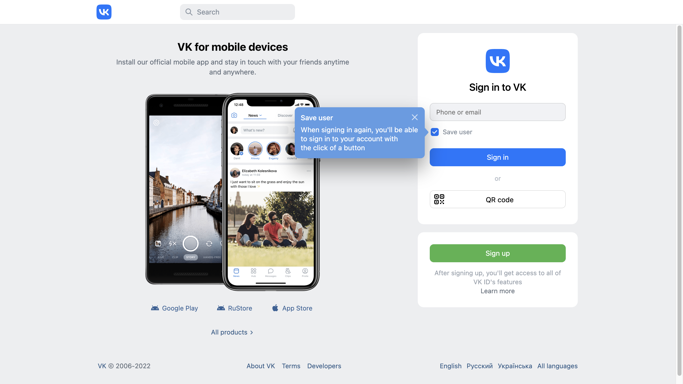 Search
VK for mobile devices
Install our official mobile app and stay in touch with your friends anytime
and anywhere.
Sign in to VK
Phone or email
Save user
Save user
When signing in again, you'll be able
to sign in to your account with
the click of a button
Sign in
or
QR code
Sign up
After signing up, you'll get access to all of
VK ID's features
Learn more
12:48
News
Discover
Elizabeth Kolesnikova
I just want to sit on the grass and enjoy the sun
Google Play
RuStore
App Store
All products >
VK © 2006-2022
About VK
Terms
Developers
English
Русский
Українська
All languages